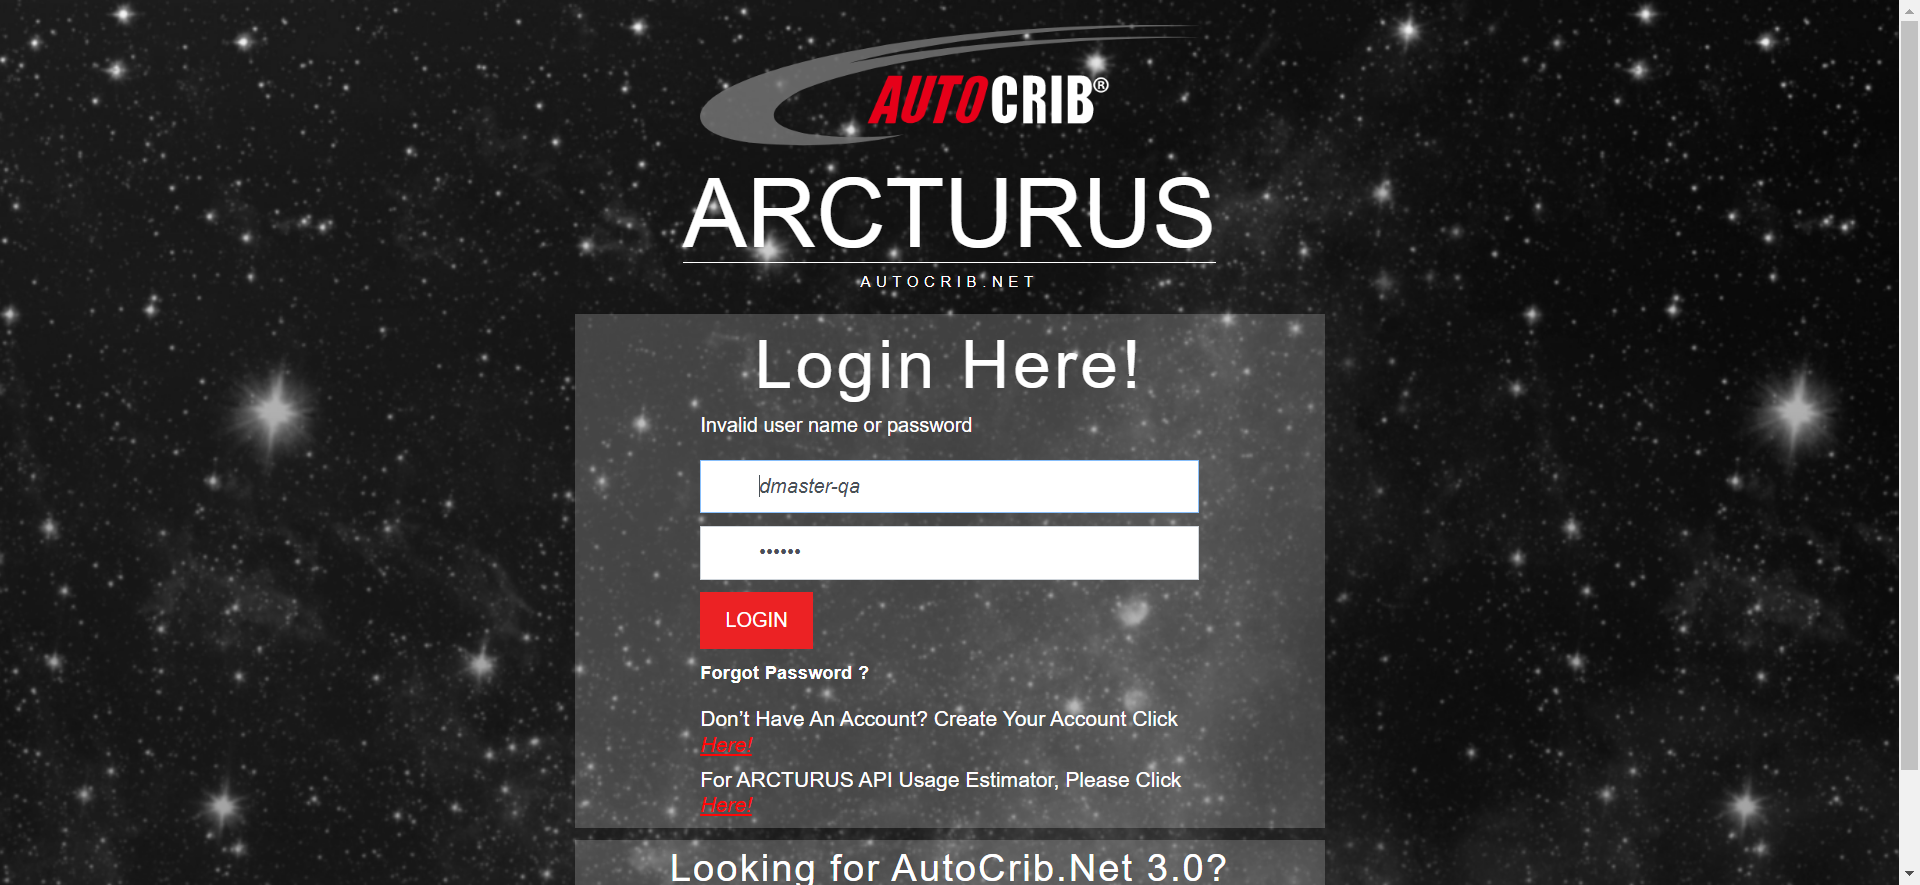 AUTOCRIB®
ARCTURUS
AUTOCRIB.NET
Login Here!
Invalid user name or password
dmaster-qa
••••••
LOGIN
Forgot Password ?
Don’t Have An Account? Create Your Account Click
Here!
For ARCTURUS API Usage Estimator, Please Click
Here!
Looking for AutoCrib.Net 3.0?